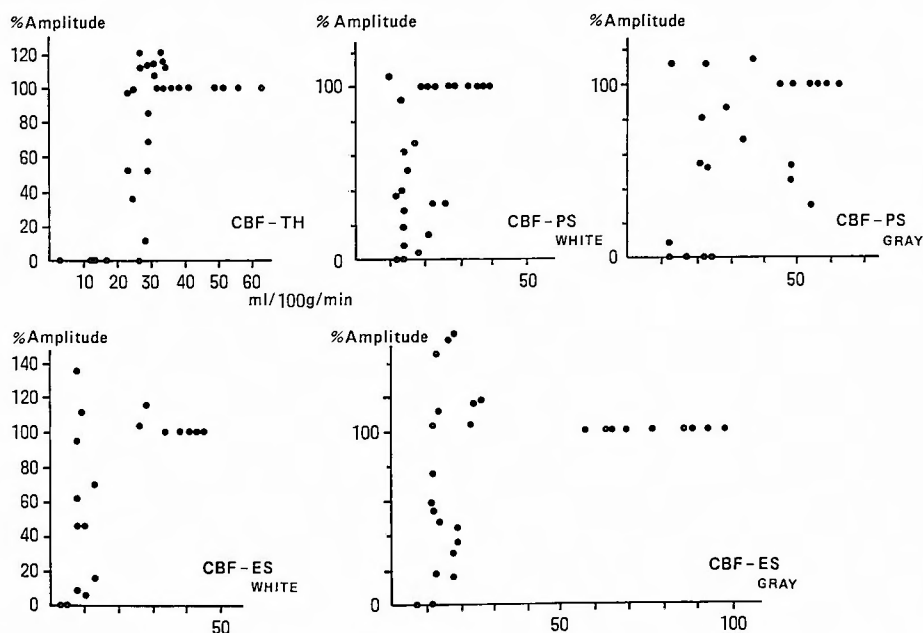 %Amplitude
120
100
80
60
40
20
0
10 20 30 40 50 60
ml/100g/min
CBF-TH
% Amplitude
100
0
50
CBF-PS
WHITE
%Amplitude
100
0
50
CBF-PS
GRAY
%Amplitude
140
120
100
80
60
40
20
0
50
CBF-ES
WHITE
%Amplitude
100
0
50 100
CBF-ES
GRAY